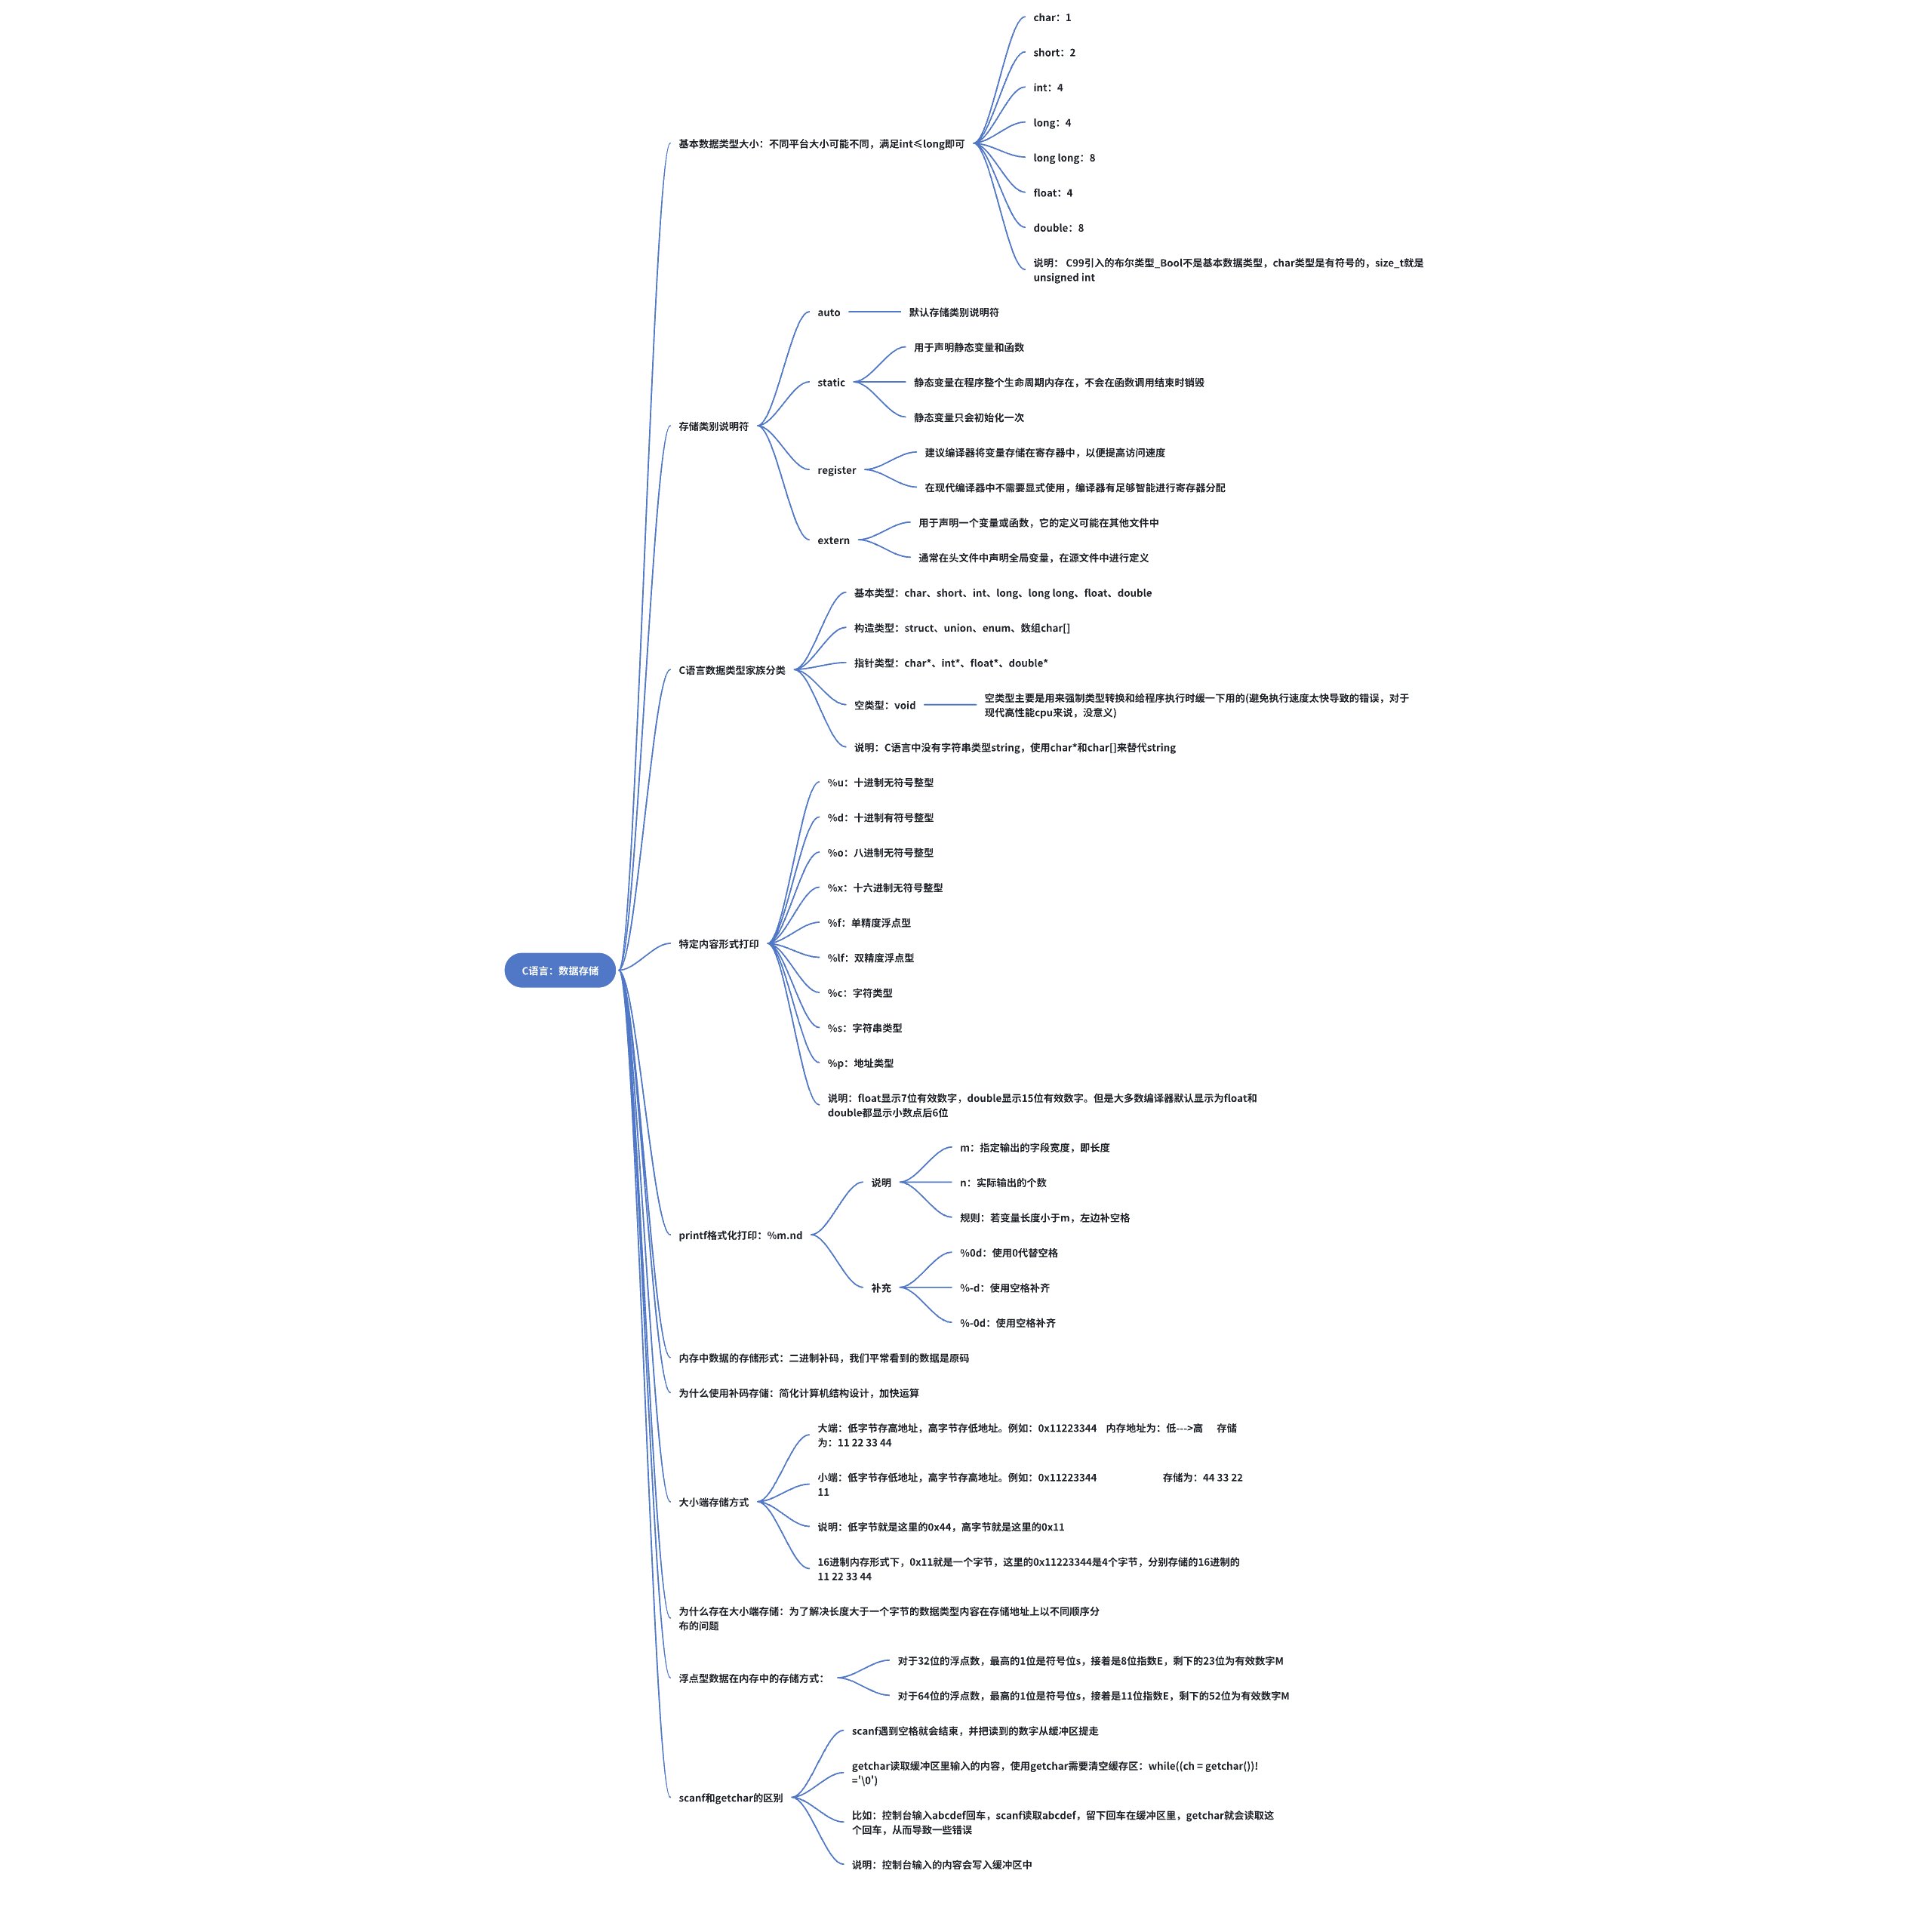 C语言：数据存储
基本数据类型大小：不同平台大小可能不同，满足int≤long即可
char：1
short：2
int：4
long：4
long long：8
float：4
double：8
说明： C99引入的布尔类型_Bool不是基本数据类型，char类型是有符号的，size_t就是
unsigned int
存储类别说明符
auto
默认存储类别说明符
static
用于声明静态变量和函数
静态变量在程序整个生命周期内存在，不会在函数调用结束时销毁
静态变量只会初始化一次
register
建议编译器将变量存储在寄存器中，以便提高访问速度
在现代编译器中不需要显式使用，编译器有足够智能进行寄存器分配
extern
用于声明一个变量或函数，它的定义可能在其他文件中
通常在头文件中声明全局变量，在源文件中进行定义
C语言数据类型家族分类
基本类型：char、short、int、long、long long、float、double
构造类型：struct、union、enum、数组char[]
指针类型：char*、int*、float*、double*
空类型：void
空类型主要是用来强制类型转换和给程序执行时缓一下用的(避免执行速度太快导致的错误，对于
现代高性能cpu来说，没意义)
说明：C语言中没有字符串类型string，使用char*和char[]来替代string
特定内容形式打印
%u：十进制无符号整型
%d：十进制有符号整型
%o：八进制无符号整型
%x：十六进制无符号整型
%f：单精度浮点型
%lf：双精度浮点型
%c：字符类型
%s：字符串类型
%p：地址类型
说明：float显示7位有效数字，double显示15位有效数字。但是大多数编译器默认显示为float和
double都显示小数点后6位
printf格式化打印：%m.nd
说明
m：指定输出的字段宽度，即长度
n：实际输出的个数
规则：若变量长度小于m，左边补空格
补充
%0d：使用0代替空格
%-d：使用空格补齐
%-0d：使用空格补齐
内存中数据的存储形式：二进制补码，我们平常看到的数据是原码
为什么使用补码存储：简化计算机结构设计，加快运算
大小端存储方式
大端：低字节存高地址，高字节存低地址。例如：0x11223344 内存地址为：低--->高 存储
为：11 22 33 44
小端：低字节存低地址，高字节存高地址。例如：0x11223344 存储为：44 33 22
11
说明：低字节就是这里的0x44，高字节就是这里的0x11
16进制内存形式下，0x11就是一个字节，这里的0x11223344是4个字节，分别存储的16进制的
11 22 33 44
为什么存在大小端存储：为了解决长度大于一个字节的数据类型内容在存储地址上以不同顺序分
布的问题
浮点型数据在内存中的存储方式：
对于32位的浮点数，最高的1位是符号位s，接着是8位指数E，剩下的23位为有效数字M
对于64位的浮点数，最高的1位是符号位s，接着是11位指数E，剩下的52位为有效数字M
scanf和getchar的区别
scanf遇到空格就会结束，并把读到的数字从缓冲区提走
getchar读取缓冲区里输入的内容，使用getchar需要清空缓存区：while((ch = getchar())!
='\0')
比如：控制台输入abcdef回车，scanf读取abcdef，留下回车在缓冲区里，getchar就会读取这
个回车，从而导致一些错误
说明：控制台输入的内容会写入缓冲区中